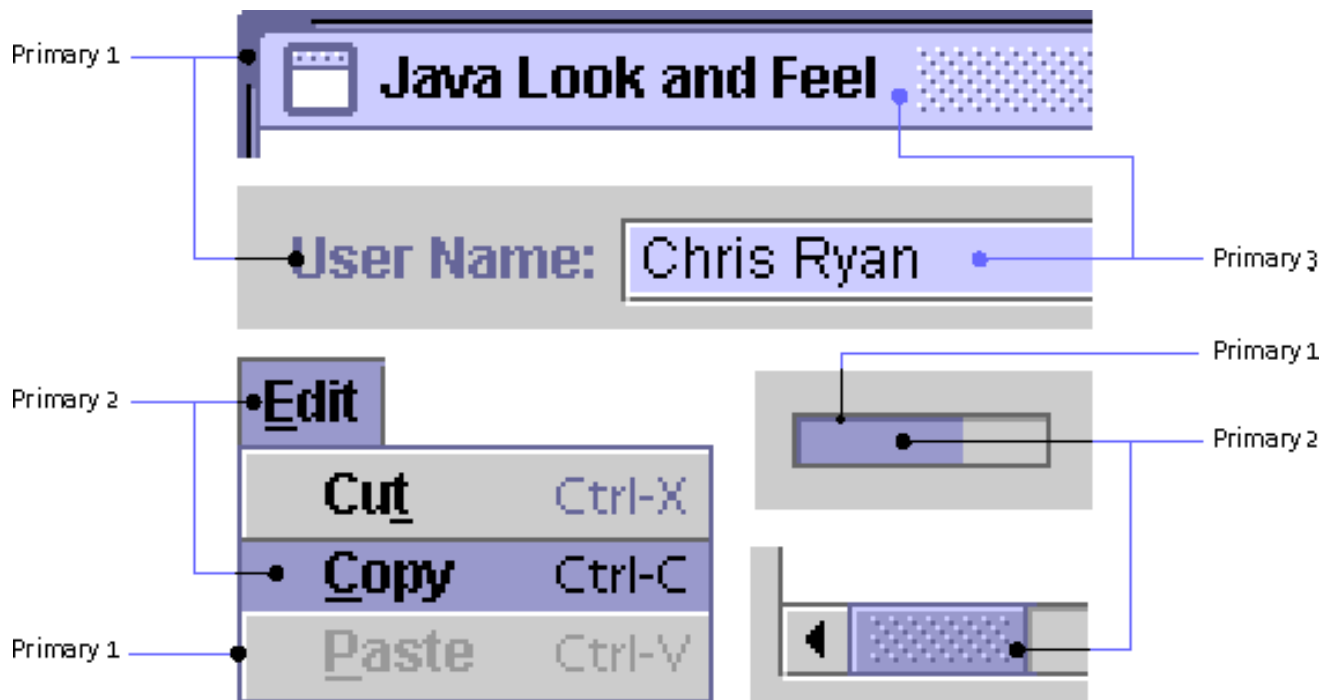 Primary 1
Java Look and Feel
User Name:
Chris Ryan
Primary 3
Primary 1
Primary 2
Edit
Primary 2
Cut Ctrl-X
Copy Ctrl-C
Primary 1
Paste Ctrl-V